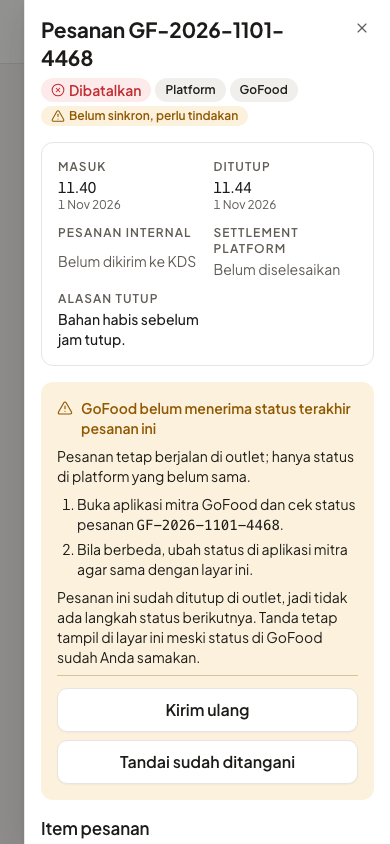 Pesanan GF-2026-1101-
4468
Dibatalkan
Platform
GoFood
Belum sinkron, perlu tindakan
MASUK
11.40
1 Nov 2026
DITUTUP
11.44
1 Nov 2026
PESANAN INTERNAL
Belum dikirim ke KDS
SETTLEMENT
PLATFORM
Belum diselesaikan
ALASAN TUTUP
Bahan habis sebelum
jam tutup.
GoFood belum menerima status terakhir
pesanan ini
Pesanan tetap berjalan di outlet; hanya status
di platform yang belum sama.
1. Buka aplikasi mitra GoFood dan cek status
pesanan GF-2026-1101-4468.
2. Bila berbeda, ubah status di aplikasi mitra
agar sama dengan layar ini.
Pesanan ini sudah ditutup di outlet, jadi tidak
ada langkah status berikutnya. Tanda tetap
tampil di layar ini meski status di GoFood
sudah Anda samakan.
Kirim ulang
Tandai sudah ditangani
Item pesanan